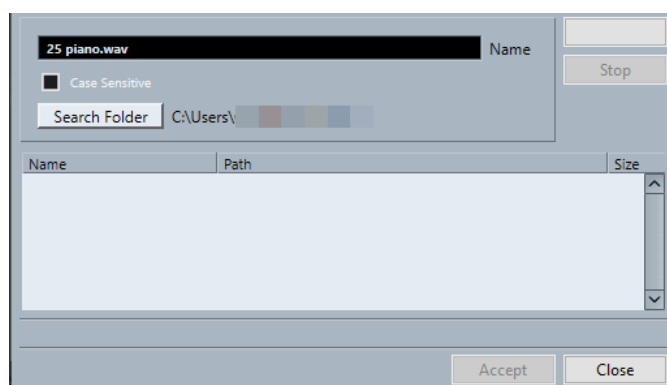 25 piano.wav Name
Stop
Case Sensitive
Search Folder C:\Users\
Name Path Size
Accept Close